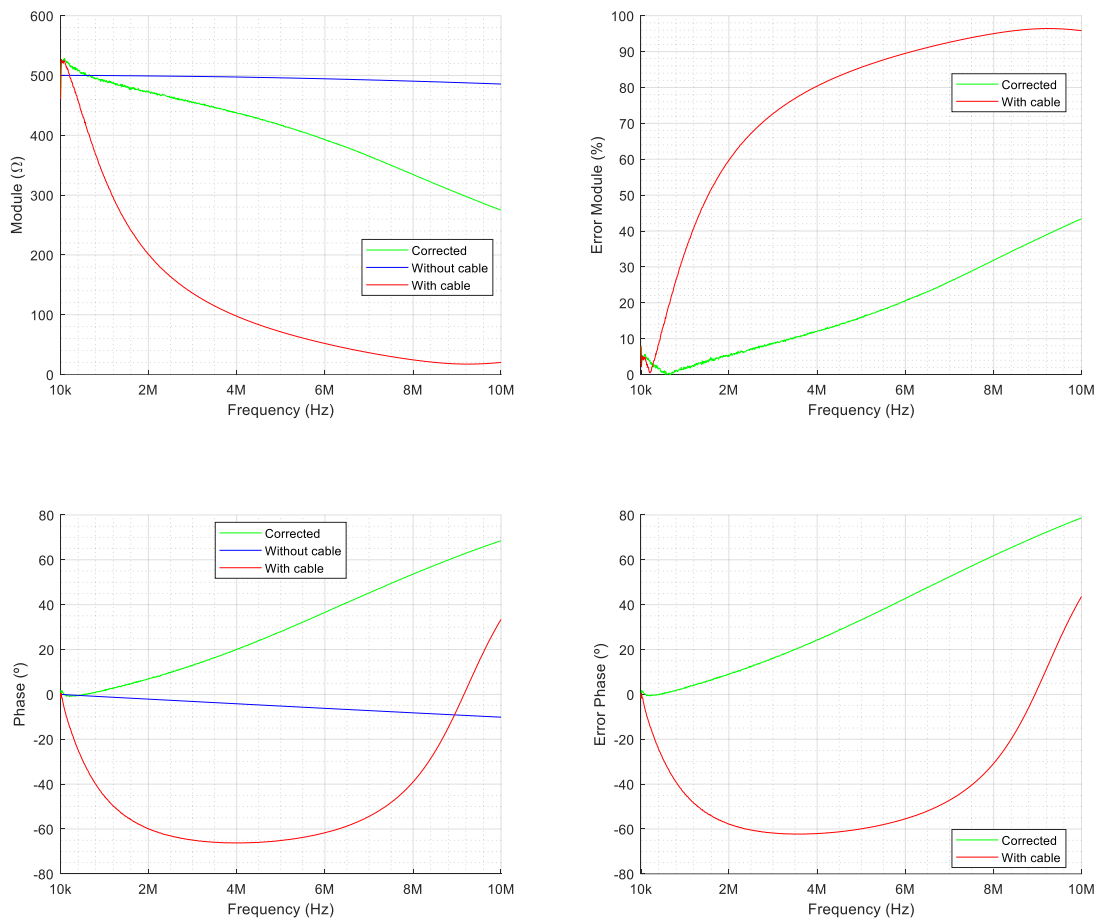 600
500
400
300
200
100
0
10k 2M 4M 6M 8M 10M
Module (Ω)
Frequency (Hz)
Corrected
Without cable
With cable
100
90
80
70
60
50
40
30
20
10
0
10k 2M 4M 6M 8M 10M
Error Module (%)
Frequency (Hz)
Corrected
With cable
80
60
40
20
0
-20
-40
-60
-80
10k 2M 4M 6M 8M 10M
Phase (º)
Frequency (Hz)
Corrected
Without cable
With cable
80
60
40
20
0
-20
-40
-60
-80
10k 2M 4M 6M 8M 10M
Error Phase (º)
Frequency (Hz)
Corrected
With cable